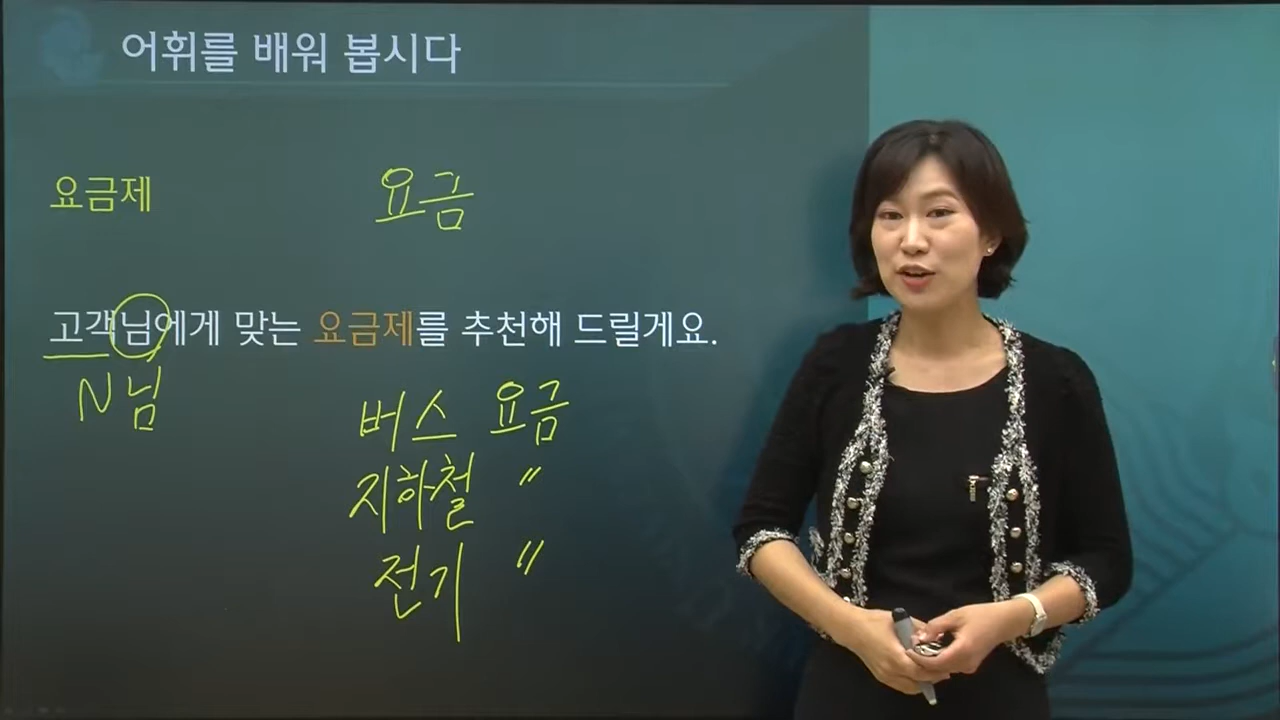 어휘를 배워 봅시다
요금제 요금
고객님에게 맞는 요금제를 추천해 드릴게요.
N님
버스 요금
지하철 〃
전기 〃